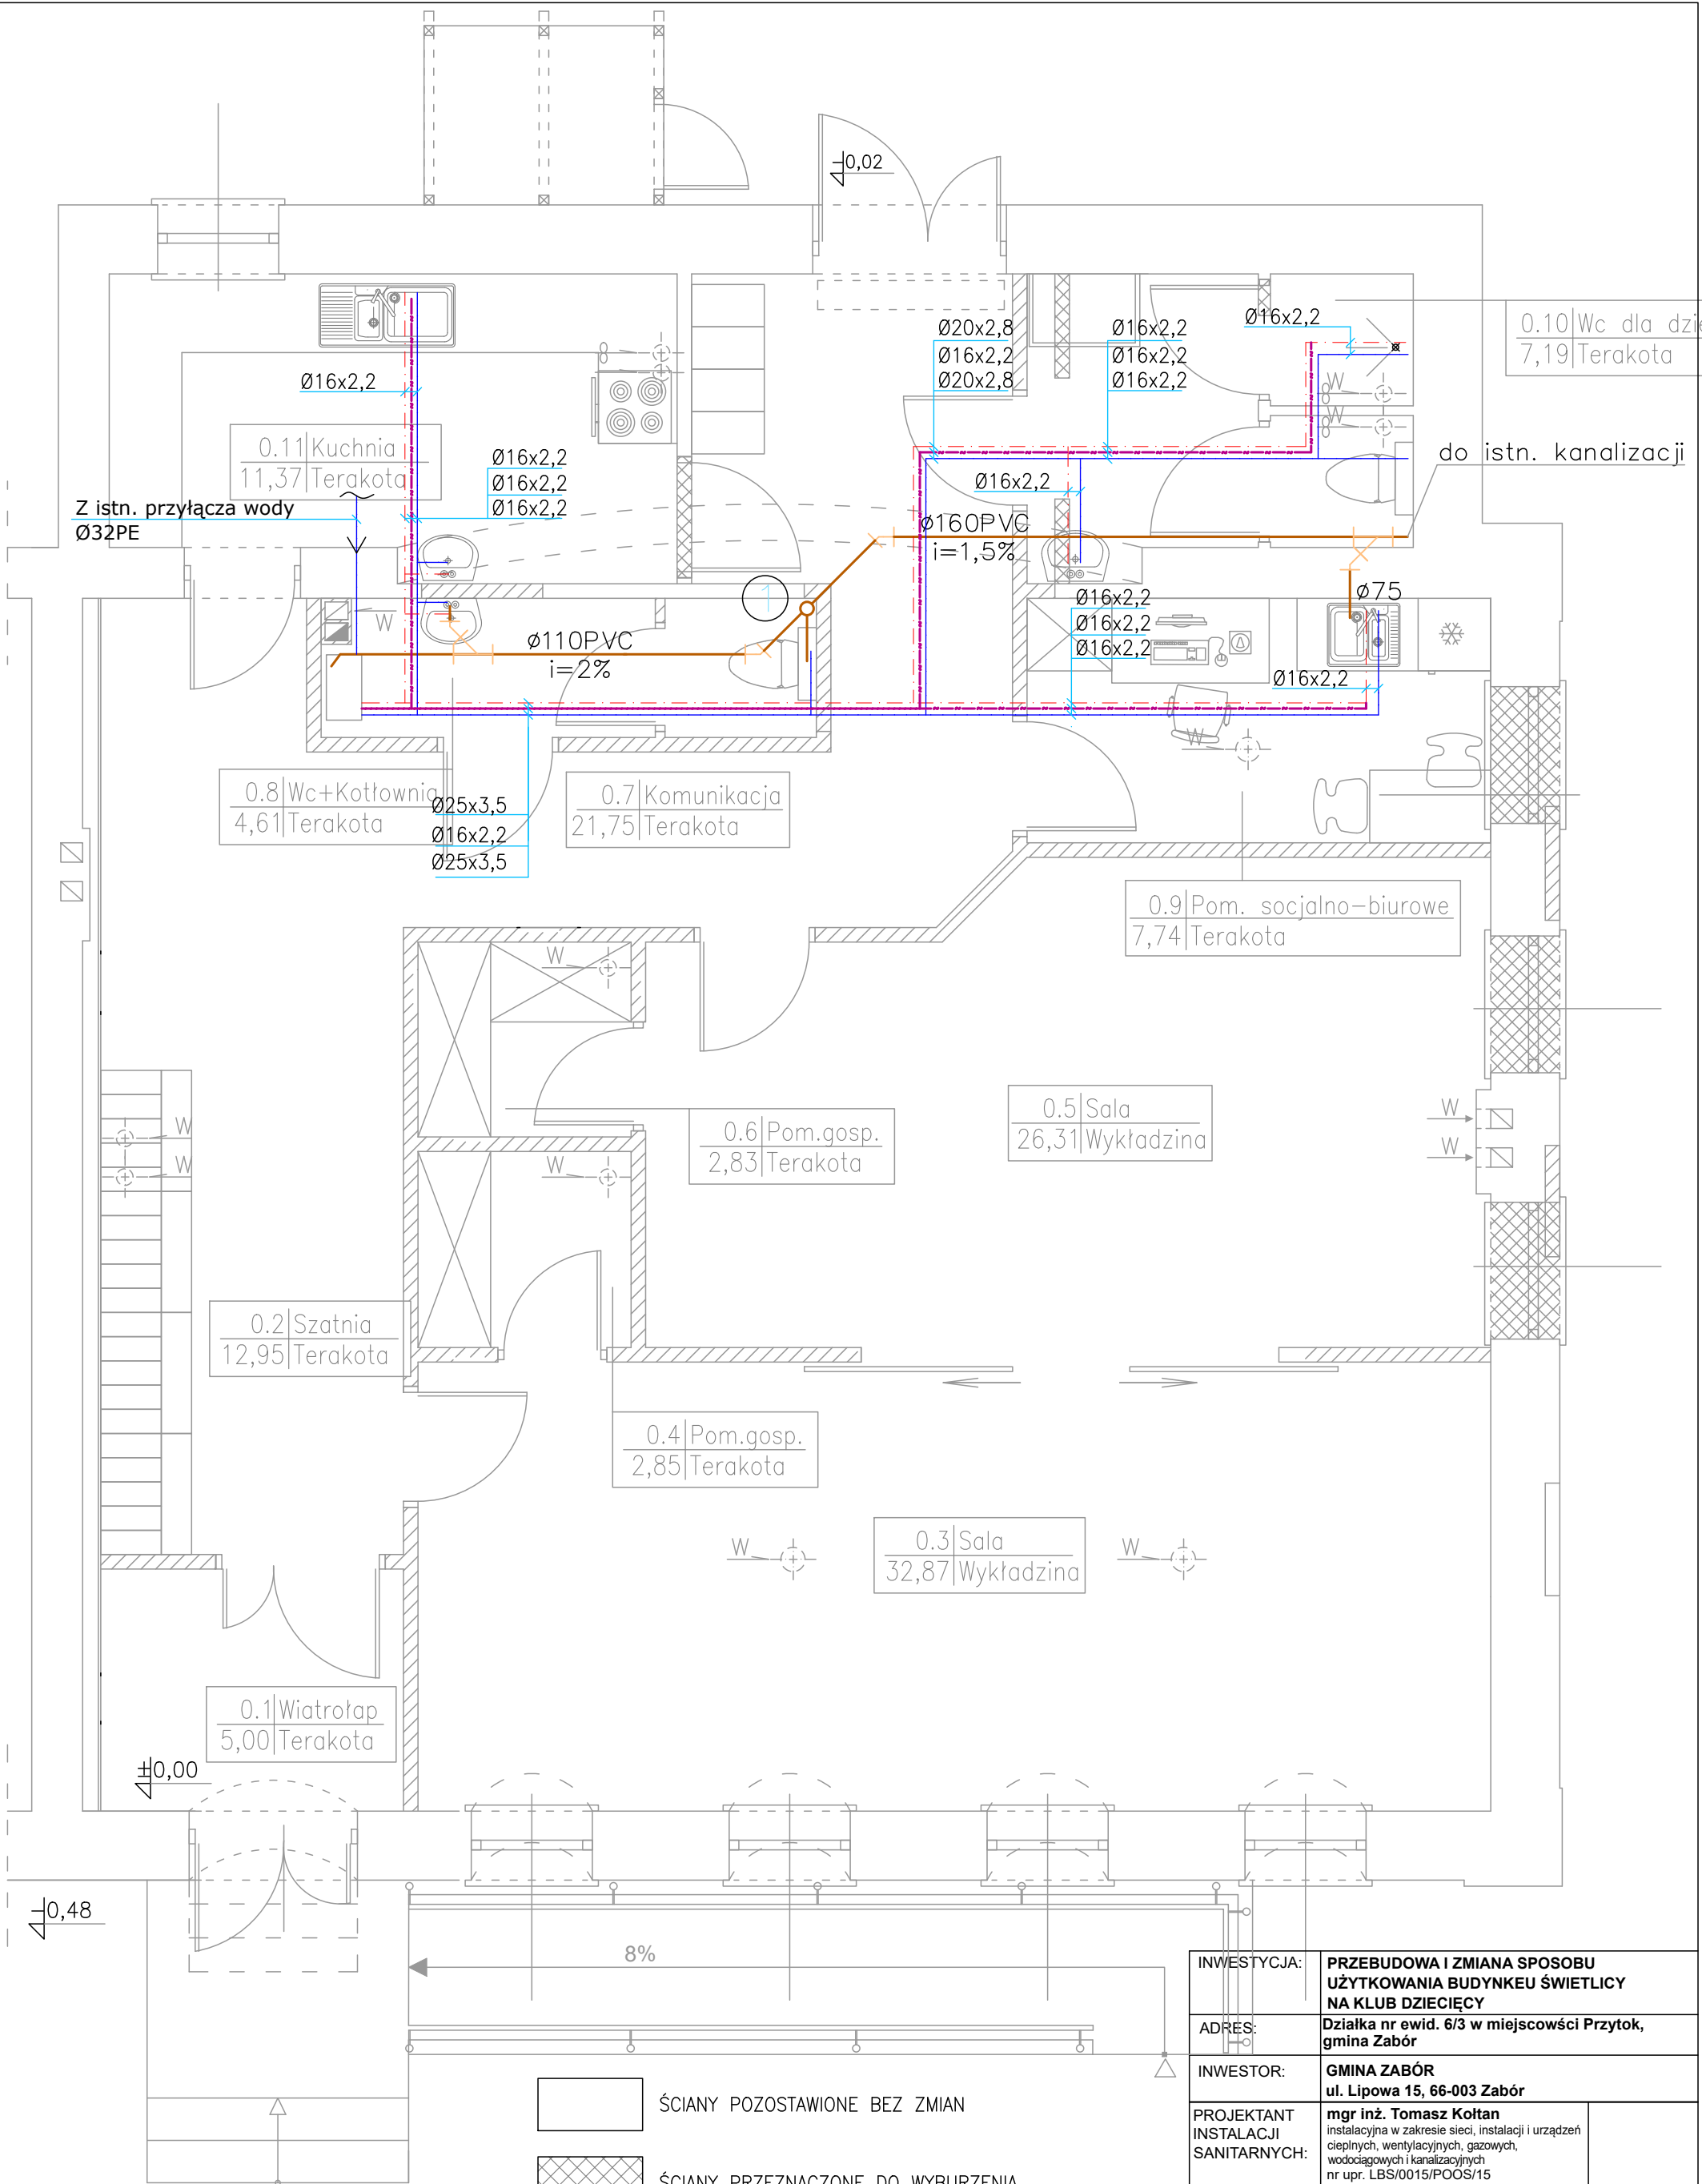 0,02
0.10 Wc dla dzie
7,19 Terakota
Ø16x2,2
Ø20x2,8
Ø16x2,2
Ø20x2,8
Ø16x2,2
Ø16x2,2
Ø16x2,2
Ø16x2,2
W
W
0.11 Kuchnia
11,37 Terakota
Ø16x2,2
Ø16x2,2
Ø16x2,2
Z istn. przyłącza wody
Ø32PE
Ø16x2,2
do istn. kanalizacji
ø160PVC
i=1,5%
1
ø75
W
ø110PVC
i=2%
Ø16x2,2
Ø16x2,2
Ø16x2,2
Ø16x2,2
W
0.8 Wc+Kotłownia
4,61 Terakota
Ø25x3,5
Ø16x2,2
Ø25x3,5
0.7 Komunikacja
21,75 Terakota
0.9 Pom. socjalno-biurowe
7,74 Terakota
W
W
W
0.6 Pom.gosp.
2,83 Terakota
0.5 Sala
26,31 Wykładzina
W
W
W
0.2 Szatnia
12,95 Terakota
0.4 Pom.gosp.
2,85 Terakota
W
0.3 Sala
32,87 Wykładzina
W
0.1 Wiatrołap
5,00 Terakota
±0,00
-0,48
8%
INWESTYCJA:
PRZEBUDOWA I ZMIANA SPOSOBU
UŻYTKOWANIA BUDYNKEU ŚWIETLICY
NA KLUB DZIECIĘCY
ADRES:
Działka nr ewid. 6/3 w miejscowści Przytok,
gmina Zabór
INWESTOR:
GMINA ZABÓR
ul. Lipowa 15, 66-003 Zabór
PROJEKTANT
INSTALACJI
SANITARNYCH:
mgr inż. Tomasz Kołtan
instalacyjna w zakresie sieci, instalacji i urządzeń
cieplnych, wentylacyjnych, gazowych,
wodociągowych i kanalizacyjnych
nr upr. LBS/0015/POOS/15
ŚCIANY POZOSTAWIONE BEZ ZMIAN
ŚCIANY PRZEZNACZONE DO WYBURZENIA